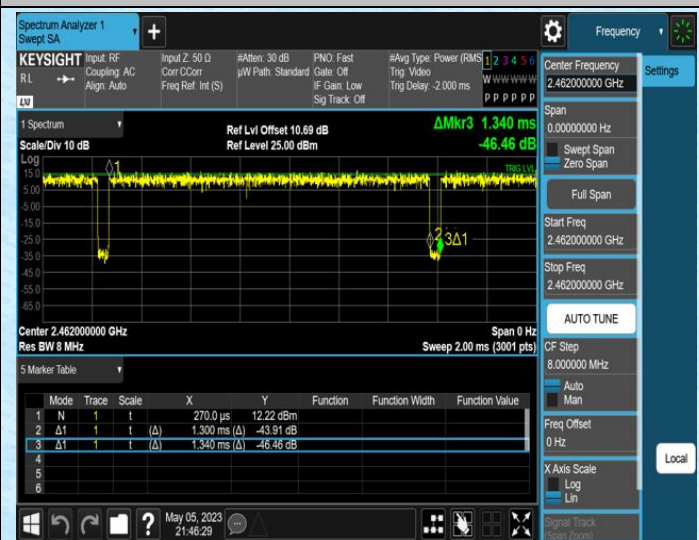 Spectrum Analyzer 1
Swept SA
+
Frequency
KEYSIGHT
RL
LXI
Input: RF
Coupling: AC
Align: Auto
Input Z: 50 Ω
Corr CCorr
Freq Ref: Int (S)
#Atten: 30 dB
µW Path: Standard
PNO: Fast
Gate: Off
IF Gain: Low
Sig Track: Off
#Avg Type: Power (RMS
Trig: Video
Trig Delay: -2.000 ms
1 2 3 4 5 6
W W W W W W
P P P P P P
1 Spectrum
Scale/Div 10 dB
Ref Lvl Offset 10.69 dB
Ref Level 25.00 dBm
ΔMkr3 1.340 ms
-46.46 dB
Log
TRIG LVL
15.0
5.00
-5.00
-15.0
-25.0
-35.0
-45.0
-55.0
-65.0
1
2
3Δ1
Center 2.462000000 GHz
Res BW 8 MHz
Span 0 Hz
Sweep 2.00 ms (3001 pts)
5 Marker Table
Mode Trace Scale X Y Function Function Width Function Value
1 N 1 t 270.0 µs 12.22 dBm
2 Δ1 1 t (Δ) 1.300 ms (Δ) -43.91 dB
3 Δ1 1 t (Δ) 1.340 ms (Δ) -46.46 dB
4
5
6
?
May 05, 2023
21:46:29
Center Frequency
2.462000000 GHz
Span
0.00000000 Hz
Swept Span
Zero Span
Full Span
Start Freq
2.462000000 GHz
Stop Freq
2.462000000 GHz
AUTO TUNE
CF Step
8.000000 MHz
Auto
Man
Freq Offset
0 Hz
X Axis Scale
Log
Lin
Signal Track
(Span Zoom)
Settings
Local